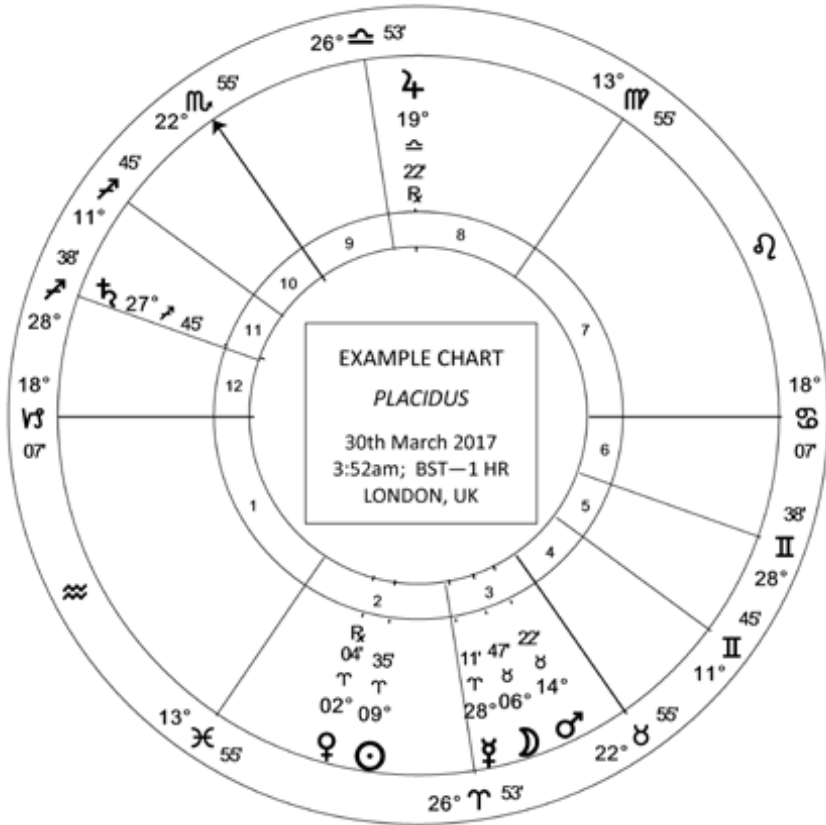 26° ♎ 53'
13° ♍ 55'
♌
18° ♋ 07'
38' ♊ 28°
45' ♊ 11°
55' ♉ 22°
26° ♈ 53'
13° ♓ 55'
♒
18° ♑ 07'
38' ♐ 28°
45' ♐ 11°
55' ♏ 22°
♃ 19° ♎ 22' ℞
♄ 27° ♐ 45'
℞ 04' ♈ 02° ♀
35' ♈ 09° ☉
11' ♈ 28° ☿
47' ♉ 06° ☽
22' ♉ 14° ♂
1
2
3
4
5
6
7
8
9
10
11
12
EXAMPLE CHART
PLACIDUS
30th March 2017
3:52am; BST—1 HR
LONDON, UK